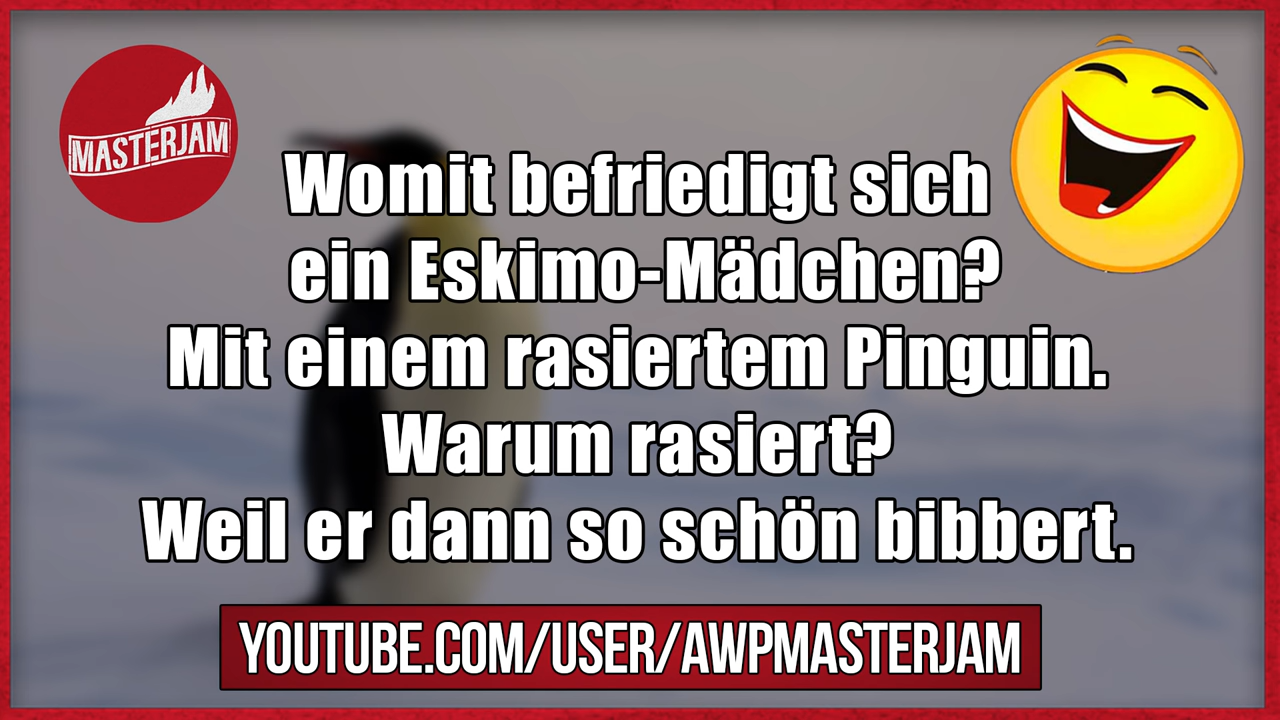 MASTERJAM
Womit befriedigt sich
ein Eskimo-Mädchen?
Mit einem rasiertem Pinguin.
Warum rasiert?
Weil er dann so schön bibbert.
YOUTUBE.COM/USER/AWPMASTERJAM